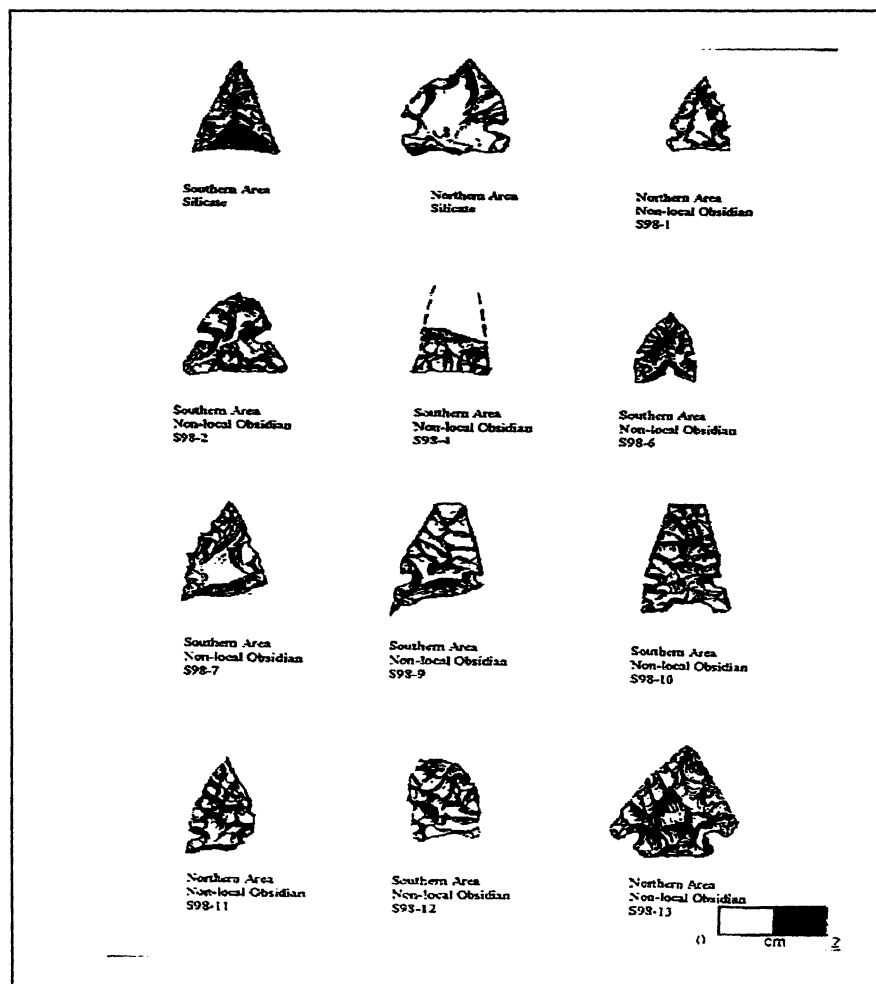 Southern Area
Silicate
Northern Area
Silicate
Northern Area
Non-local Obsidian
S98-1
Southern Area
Non-local Obsidian
S98-2
Southern Area
Non-local Obsidian
S98-4
Southern Area
Non-local Obsidian
S98-6
Southern Area
Non-local Obsidian
S98-7
Southern Area
Non-local Obsidian
S98-9
Southern Area
Non-local Obsidian
S98-10
Northern Area
Non-local Obsidian
S98-11
Southern Area
Non-local Obsidian
S98-12
Northern Area
Non-local Obsidian
S98-13
0 cm 2